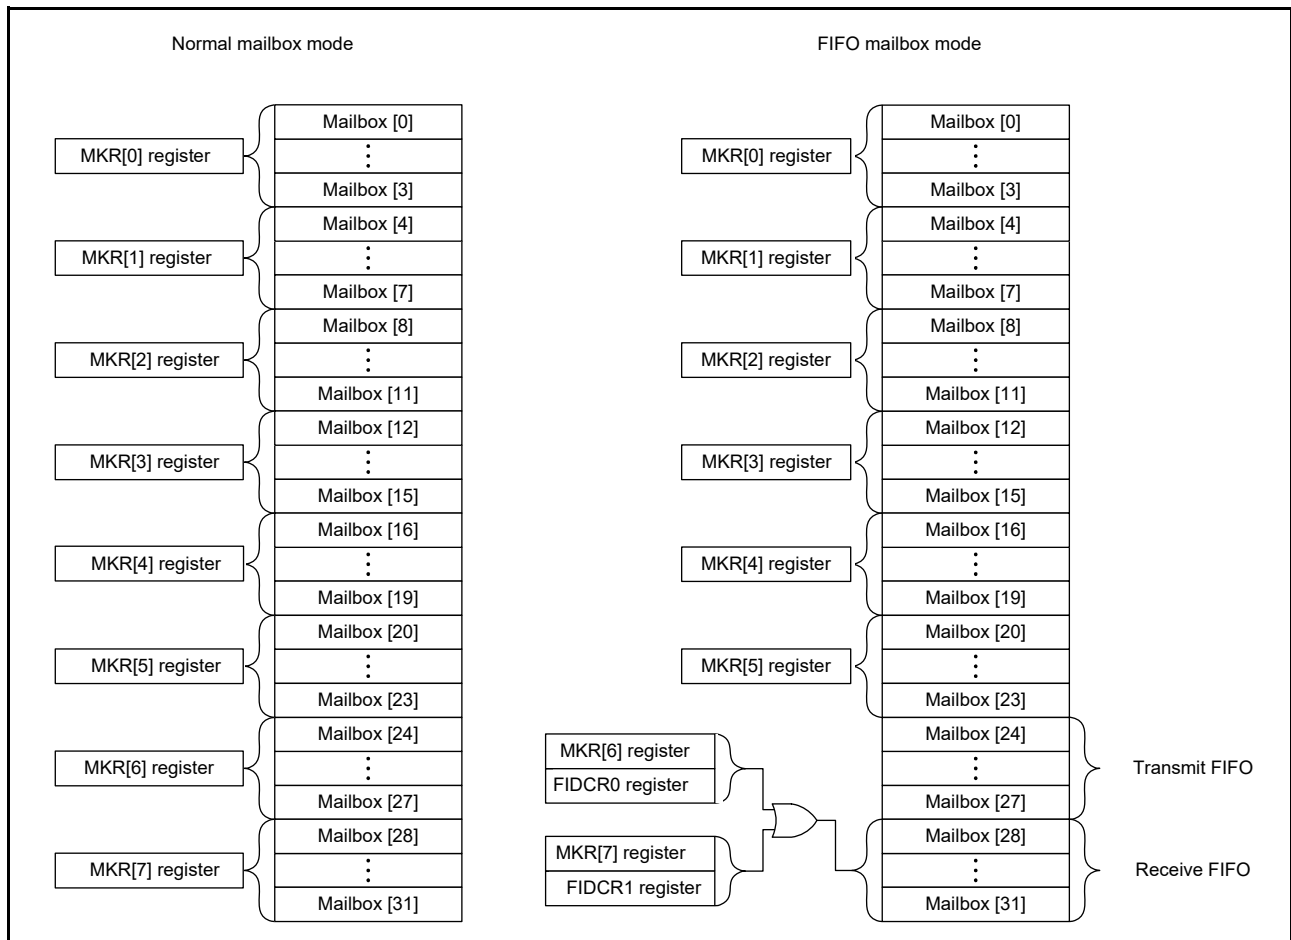 Normal mailbox mode
MKR[0] register
Mailbox [0]
Mailbox [3]
MKR[1] register
Mailbox [4]
Mailbox [7]
MKR[2] register
Mailbox [8]
Mailbox [11]
MKR[3] register
Mailbox [12]
Mailbox [15]
MKR[4] register
Mailbox [16]
Mailbox [19]
MKR[5] register
Mailbox [20]
Mailbox [23]
MKR[6] register
Mailbox [24]
Mailbox [27]
MKR[7] register
Mailbox [28]
Mailbox [31]
FIFO mailbox mode
MKR[0] register
Mailbox [0]
Mailbox [3]
MKR[1] register
Mailbox [4]
Mailbox [7]
MKR[2] register
Mailbox [8]
Mailbox [11]
MKR[3] register
Mailbox [12]
Mailbox [15]
MKR[4] register
Mailbox [16]
Mailbox [19]
MKR[5] register
Mailbox [20]
Mailbox [23]
MKR[6] register
FIDCR0 register
Mailbox [24]
Mailbox [27]
Transmit FIFO
MKR[7] register
FIDCR1 register
Mailbox [28]
Mailbox [31]
Receive FIFO